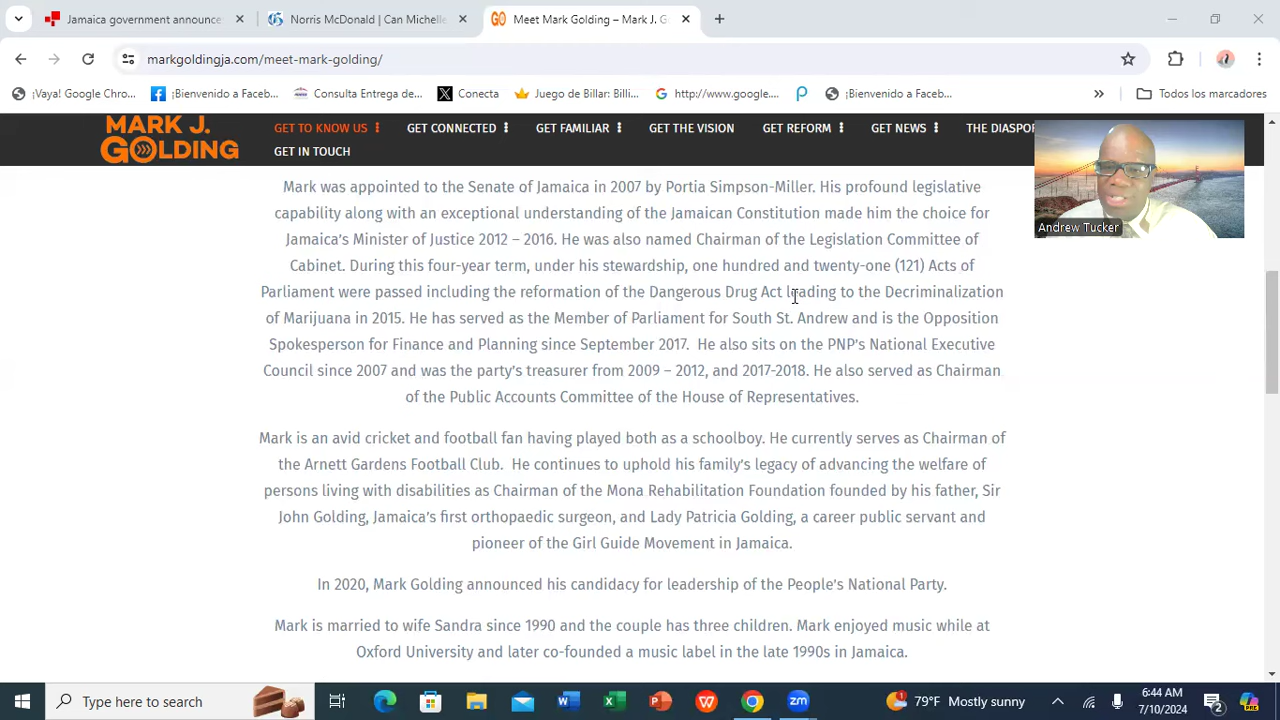 Jamaica government announce
Norris McDonald | Can Michelle
Meet Mark Golding – Mark J. G
markgoldingja.com/meet-mark-golding/
¡Vaya! Google Chro...
¡Bienvenido a Faceb...
Consulta Entrega de...
Conecta
Juego de Billar: Billi...
http://www.google....
¡Bienvenido a Faceb...
»
Todos los marcadores
MARK J.
GOLDING
GET TO KNOW US
GET CONNECTED
GET FAMILIAR
GET THE VISION
GET REFORM
GET NEWS
THE DIASPOR
GET IN TOUCH
Andrew Tucker
Mark was appointed to the Senate of Jamaica in 2007 by Portia Simpson-Miller. His profound legislative
capability along with an exceptional understanding of the Jamaican Constitution made him the choice for
Jamaica's Minister of Justice 2012 – 2016. He was also named Chairman of the Legislation Committee of
Cabinet. During this four-year term, under his stewardship, one hundred and twenty-one (121) Acts of
Parliament were passed including the reformation of the Dangerous Drug Act leading to the Decriminalization
of Marijuana in 2015. He has served as the Member of Parliament for South St. Andrew and is the Opposition
Spokesperson for Finance and Planning since September 2017.  He also sits on the PNP's National Executive
Council since 2007 and was the party's treasurer from 2009 – 2012, and 2017-2018. He also served as Chairman
of the Public Accounts Committee of the House of Representatives.
Mark is an avid cricket and football fan having played both as a schoolboy. He currently serves as Chairman of
the Arnett Gardens Football Club.  He continues to uphold his family's legacy of advancing the welfare of
persons living with disabilities as Chairman of the Mona Rehabilitation Foundation founded by his father, Sir
John Golding, Jamaica's first orthopaedic surgeon, and Lady Patricia Golding, a career public servant and
pioneer of the Girl Guide Movement in Jamaica.
In 2020, Mark Golding announced his candidacy for leadership of the People's National Party.
Mark is married to wife Sandra since 1990 and the couple has three children. Mark enjoyed music while at
Oxford University and later co-founded a music label in the late 1990s in Jamaica.
Type here to search
79°F Mostly sunny
6:44 AM
7/10/2024